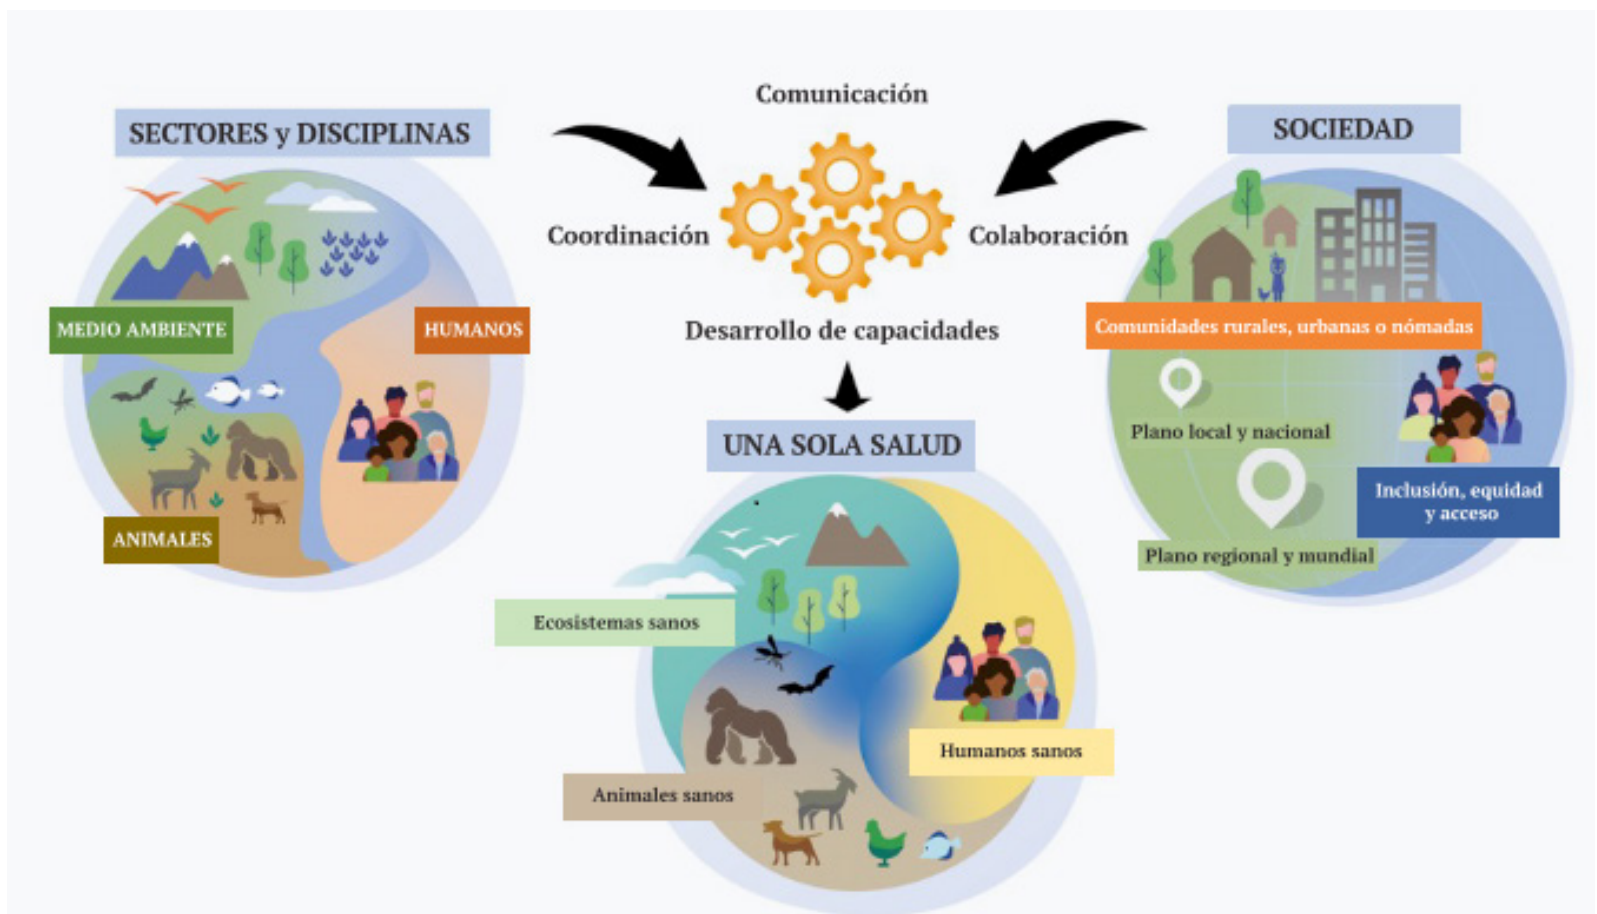 Comunicación
SECTORES y DISCIPLINAS
SOCIEDAD
Coordinación
Colaboración
MEDIO AMBIENTE
HUMANOS
Desarrollo de capacidades
Comunidades rurales, urbanas o nómadas
Plano local y nacional
UNA SOLA SALUD
Inclusión, equidad
y acceso
ANIMALES
Plano regional y mundial
Ecosistemas sanos
Humanos sanos
Animales sanos